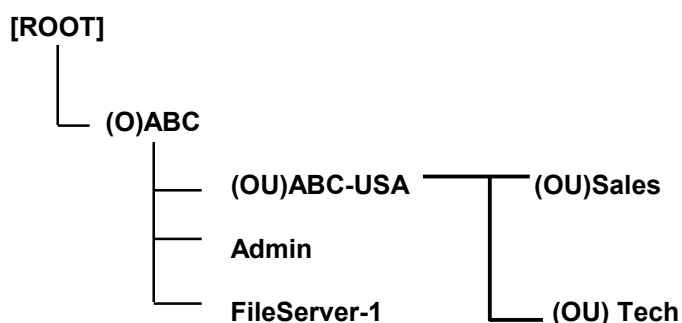 [ROOT]
(O)ABC
(OU)ABC-USA
(OU)Sales
Admin
FileServer-1
(OU) Tech